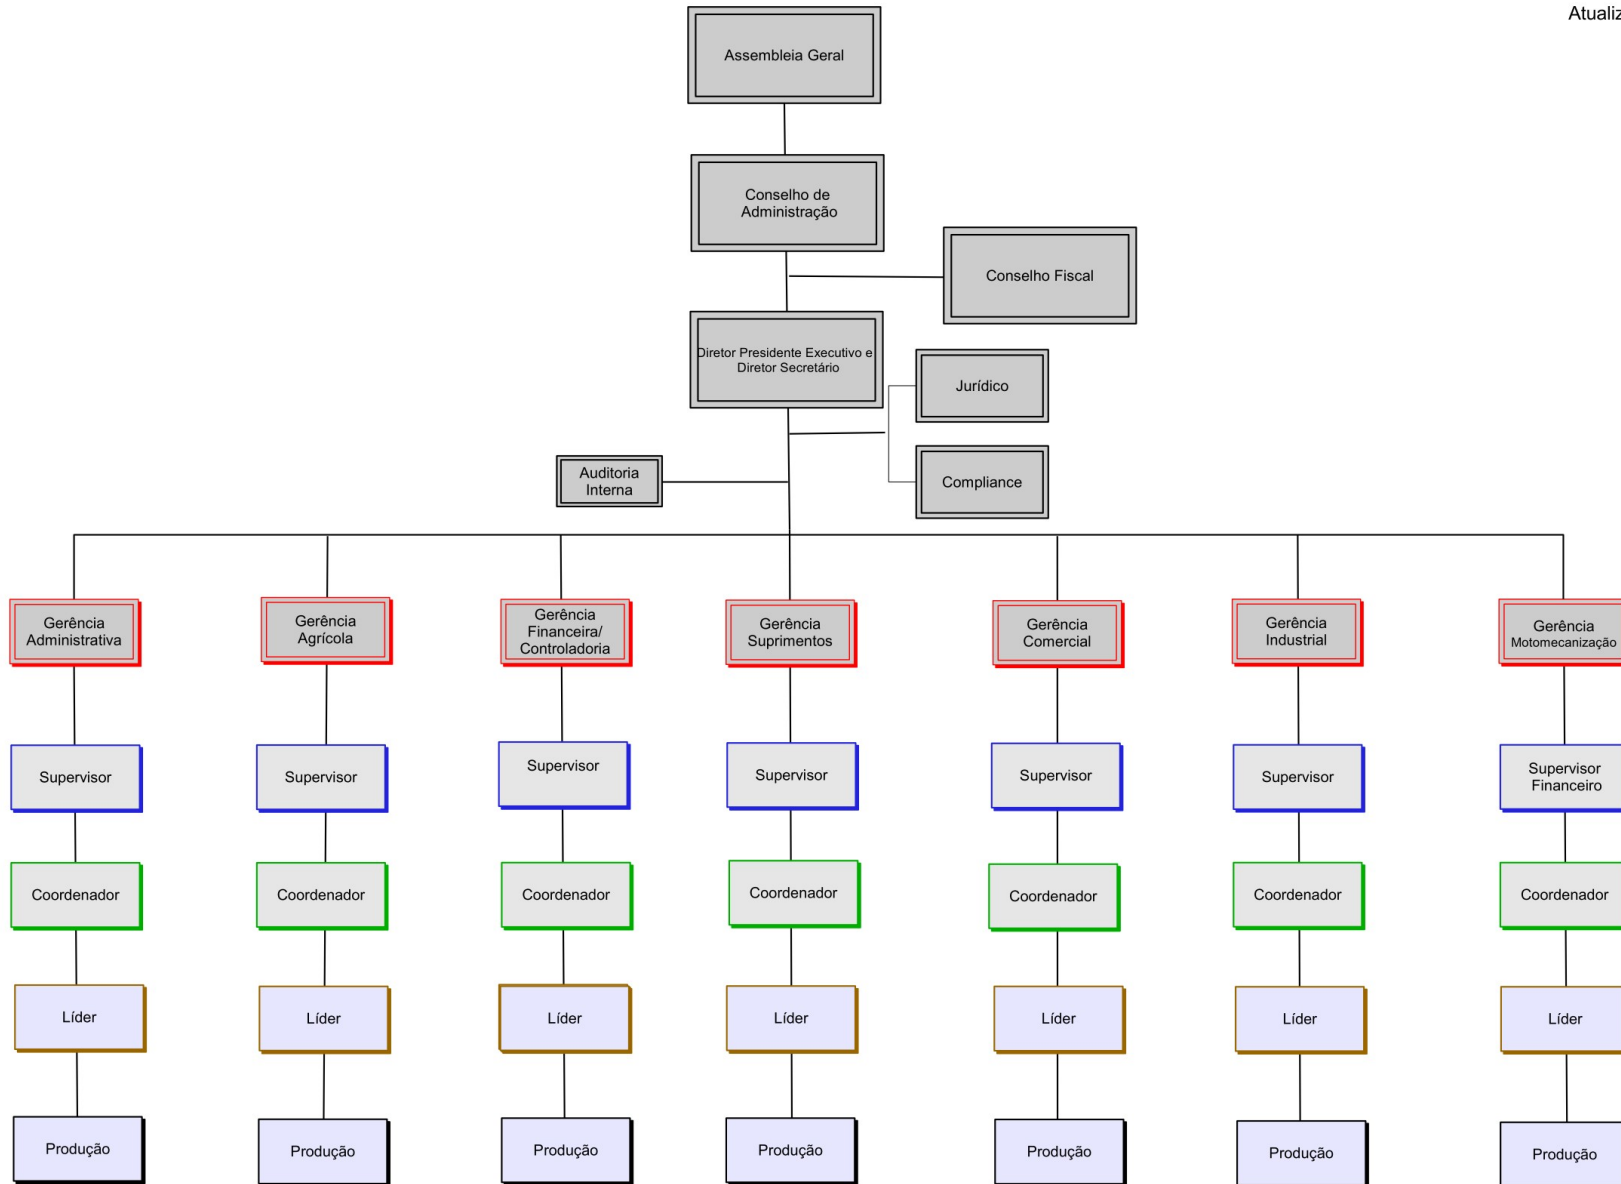 Atualiz
Assembleia Geral
Conselho de
Administração
Conselho Fiscal
Diretor Presidente Executivo e
Diretor Secretário
Jurídico
Auditoria
Interna
Compliance
Gerência
Administrativa
Gerência
Agrícola
Gerência
Financeira/
Controladoria
Gerência
Suprimentos
Gerência
Comercial
Gerência
Industrial
Gerência
Motomecanização
Supervisor
Supervisor
Supervisor
Supervisor
Supervisor
Supervisor
Supervisor
Financeiro
Coordenador
Coordenador
Coordenador
Coordenador
Coordenador
Coordenador
Coordenador
Líder
Líder
Líder
Líder
Líder
Líder
Líder
Produção
Produção
Produção
Produção
Produção
Produção
Produção